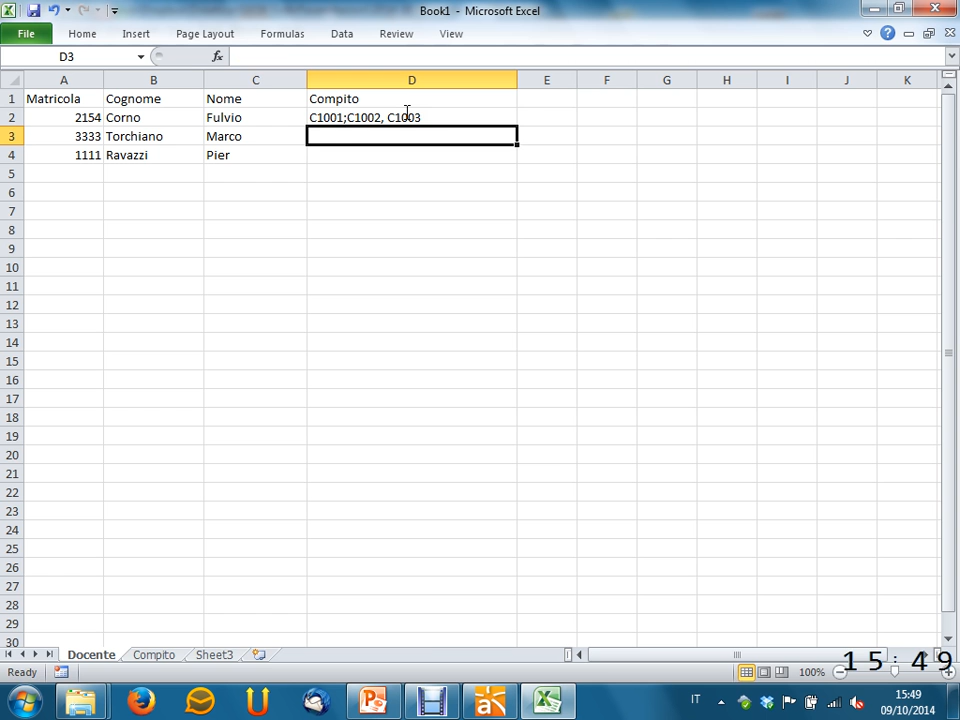 Book1 - Microsoft Excel
File Home Insert Page Layout Formulas Data Review View
D3 fx
A B C D E F G H I J K
1 Matricola Cognome Nome Compito
2 2154 Corno Fulvio C1001;C1002, C1003
3 3333 Torchiano Marco
4 1111 Ravazzi Pier
5
6
7
8
9
10
11
12
13
14
15
16
17
18
19
20
21
22
23
24
25
26
27
28
29
30
Docente Compito Sheet3
Ready 100%
15:49
IT 15:49
09/10/2014